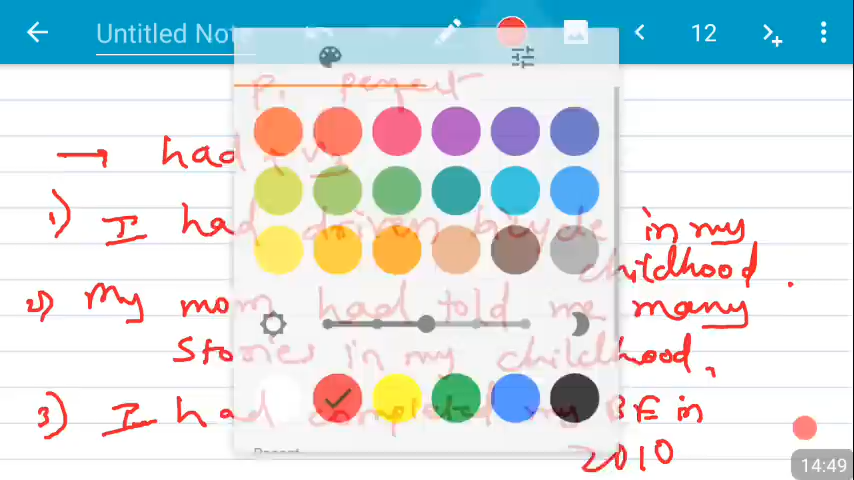 Untitled Note 12
P. perfect
→ had + v3
1) I had driven bicycle in my
childhood.
2) My mom had told me many
stories in my childhood,
3) I had completed my BE in
2010
Recent
14:49